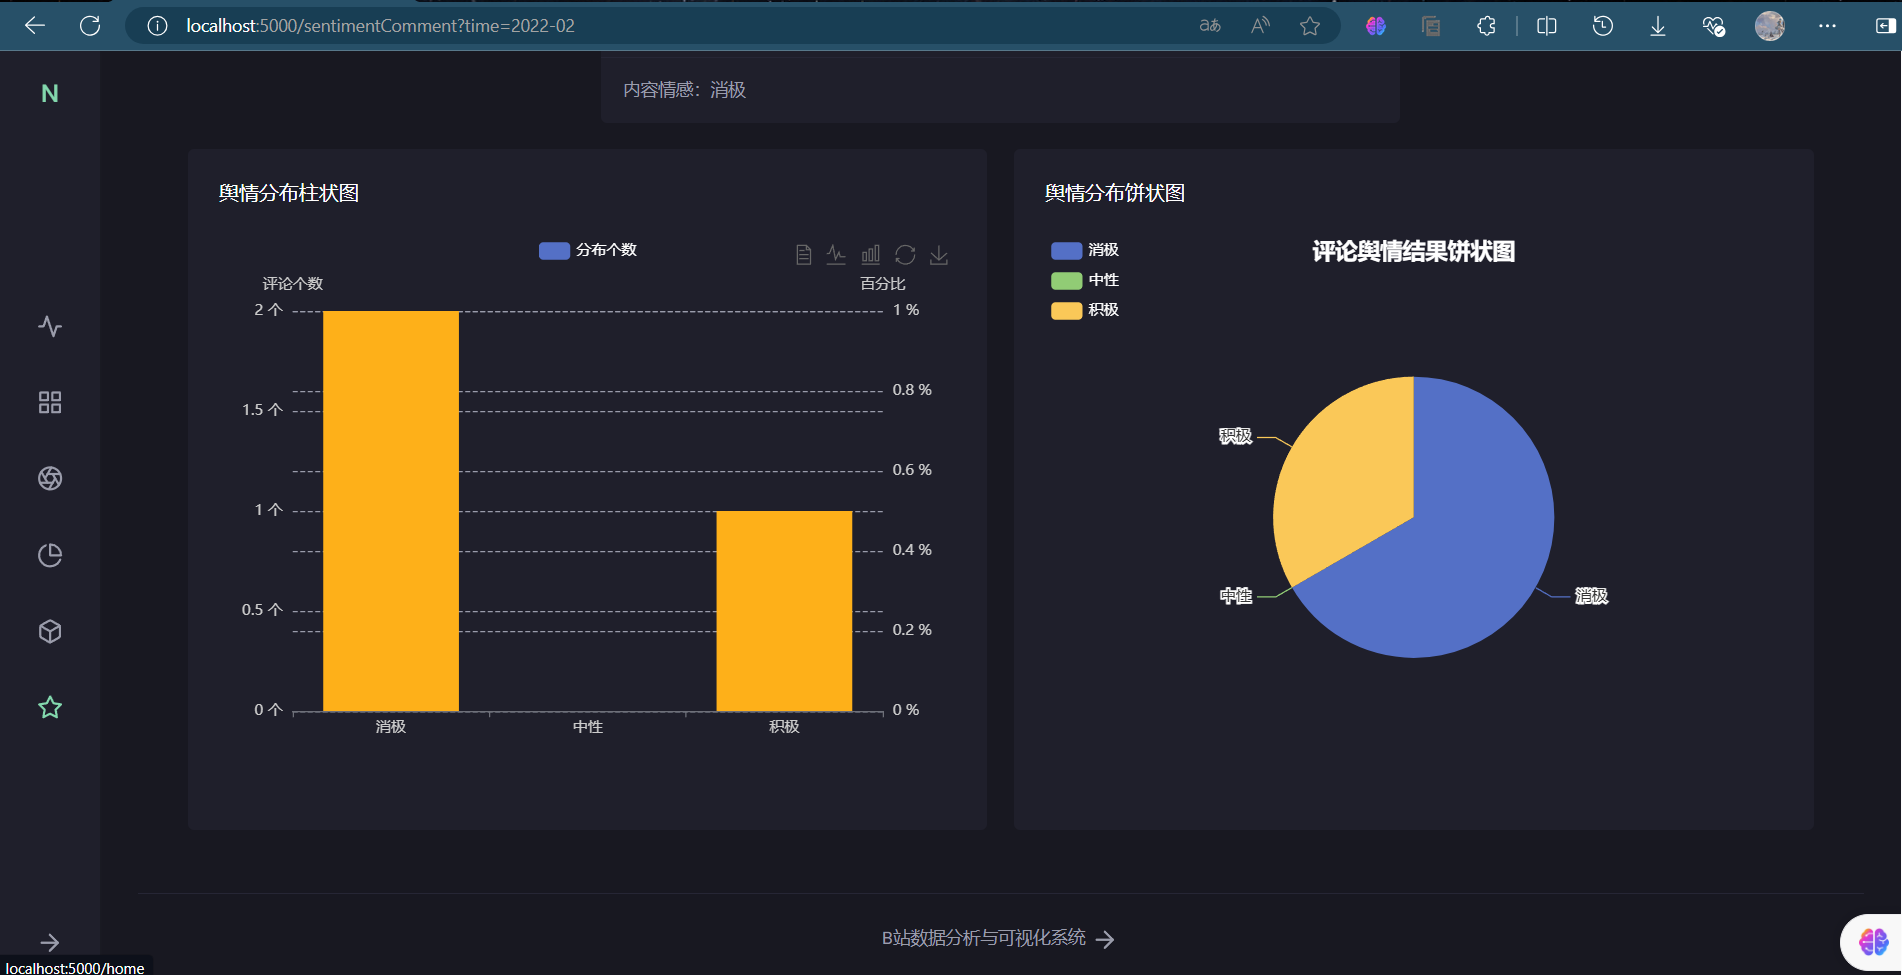 localhost:5000/sentimentComment?time=2022-02
N
内容情感：消极
舆情分布柱状图
分布个数
评论个数
百分比
2 个
1.5 个
1 个
0.5 个
0 个
1 %
0.8 %
0.6 %
0.4 %
0.2 %
0 %
消极
中性
积极
舆情分布饼状图
消极
中性
积极
评论舆情结果饼状图
积极
中性
消极
B站数据分析与可视化系统
localhost:5000/home